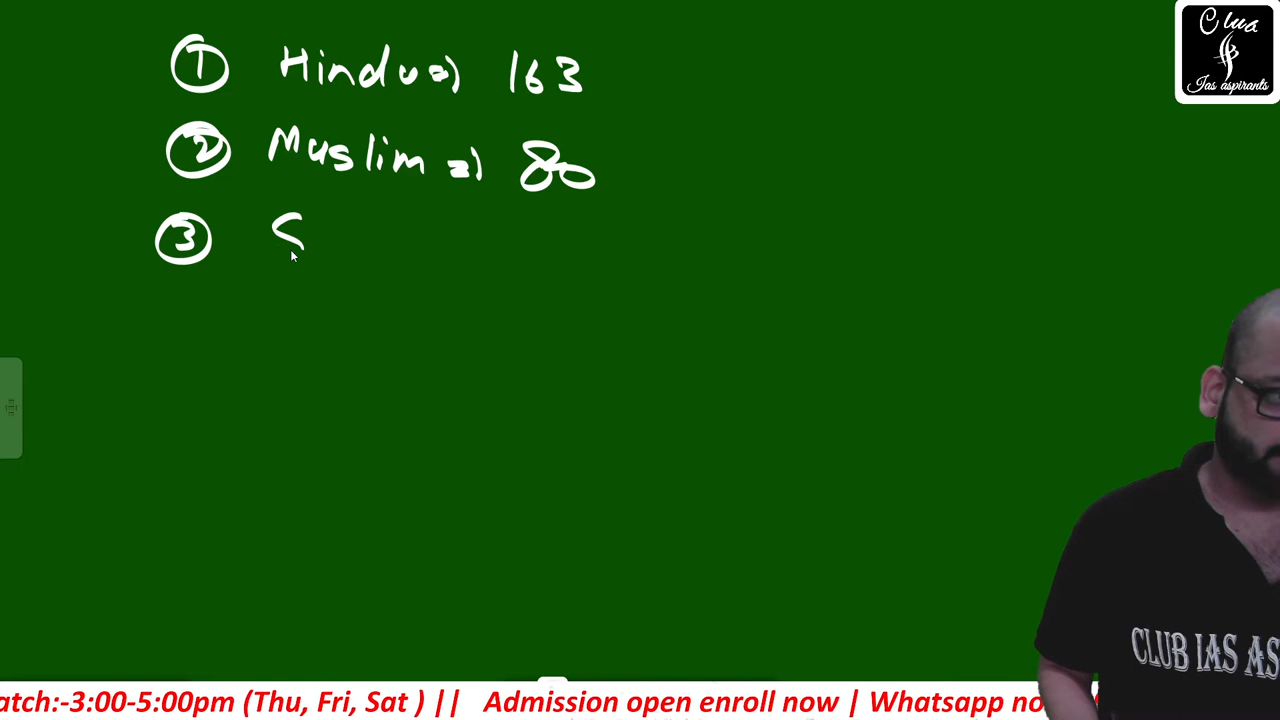 ① Hindu => 163
② Muslim => 80
③ S
Club
Ias aspirants
CLUB IAS AS
atch:-3:00-5:00pm (Thu, Fri, Sat ) || Admission open enroll now | Whatsapp no